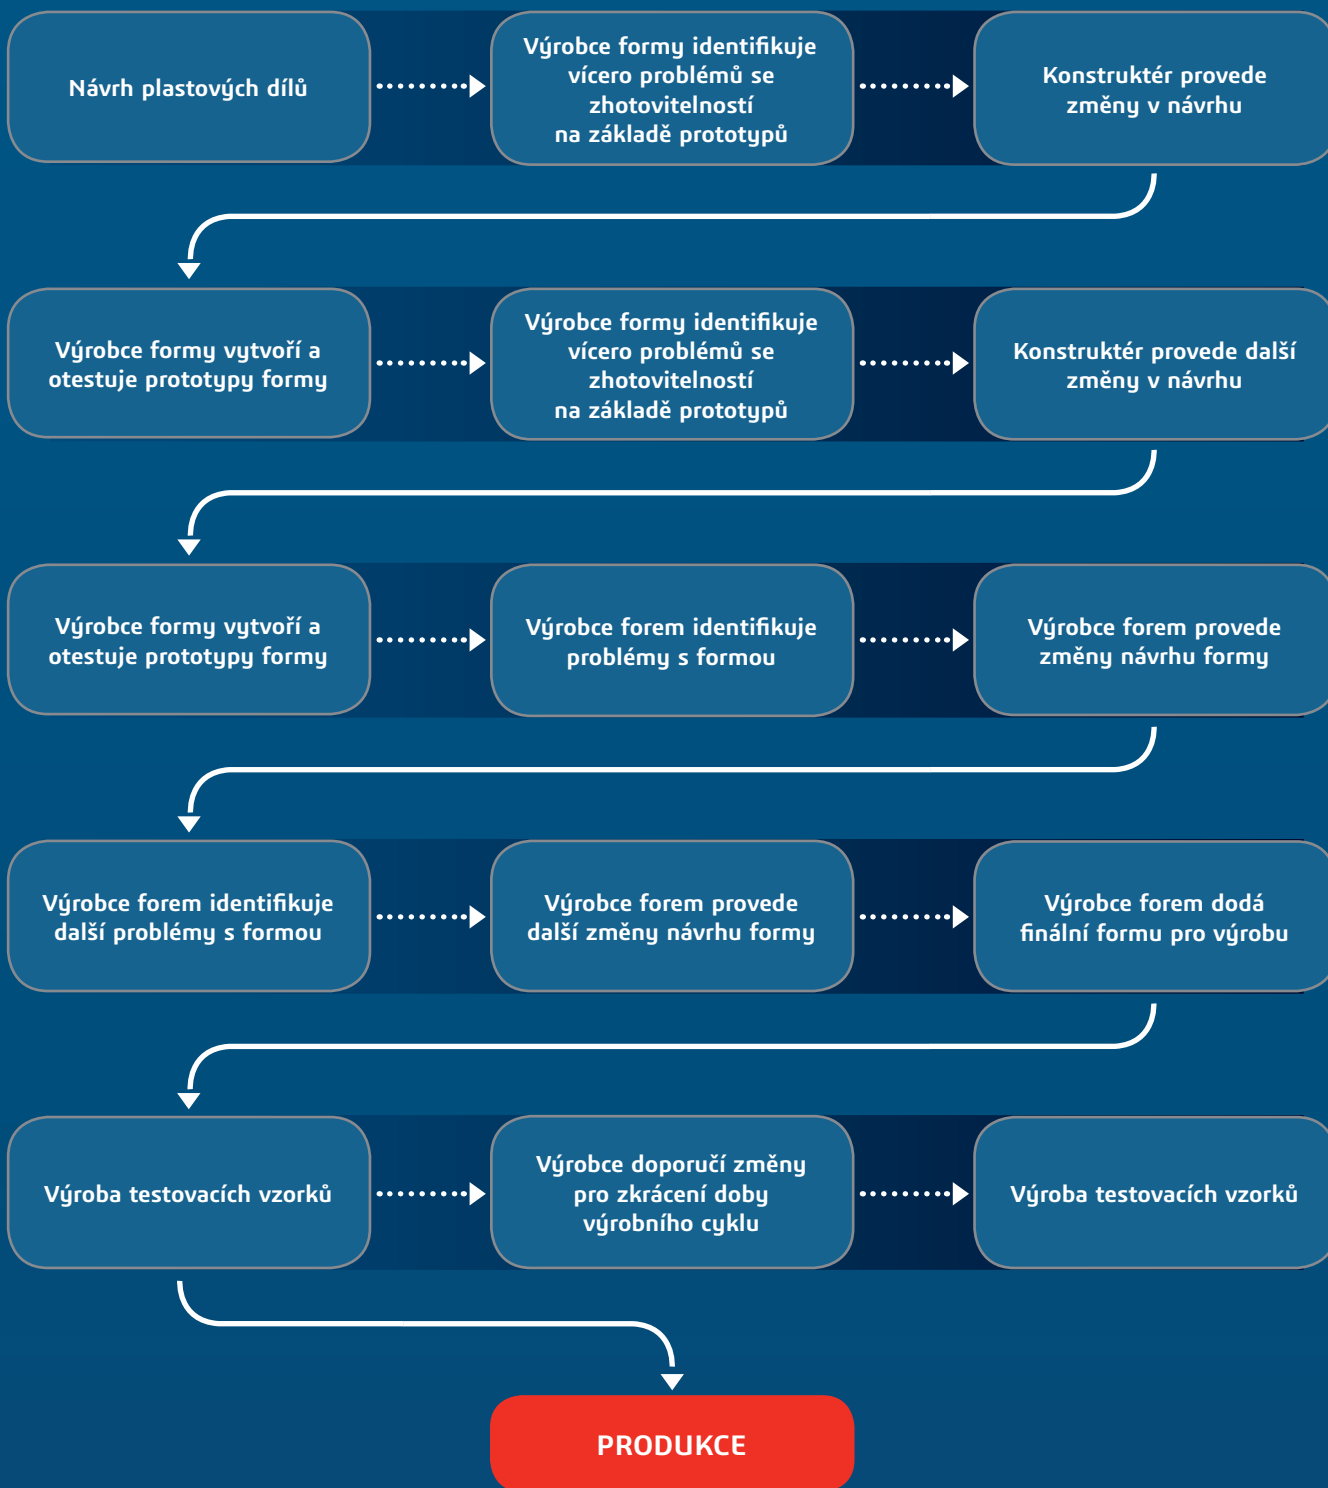 Návrh plastových dílů
Výrobce formy identifikuje
vícero problémů se
zhotovitelností
na základě prototypů
Konstruktér provede
změny v návrhu
Výrobce formy vytvoří a
otestuje prototypy formy
Výrobce formy identifikuje
vícero problémů se
zhotovitelností
na základě prototypů
Konstruktér provede další
změny v návrhu
Výrobce formy vytvoří a
otestuje prototypy formy
Výrobce forem identifikuje
problémy s formou
Výrobce forem provede
změny návrhu formy
Výrobce forem identifikuje
další problémy s formou
Výrobce forem provede
další změny návrhu formy
Výrobce forem dodá
finální formu pro výrobu
Výroba testovacích vzorků
Výrobce doporučí změny
pro zkrácení doby
výrobního cyklu
Výroba testovacích vzorků
PRODUKCE